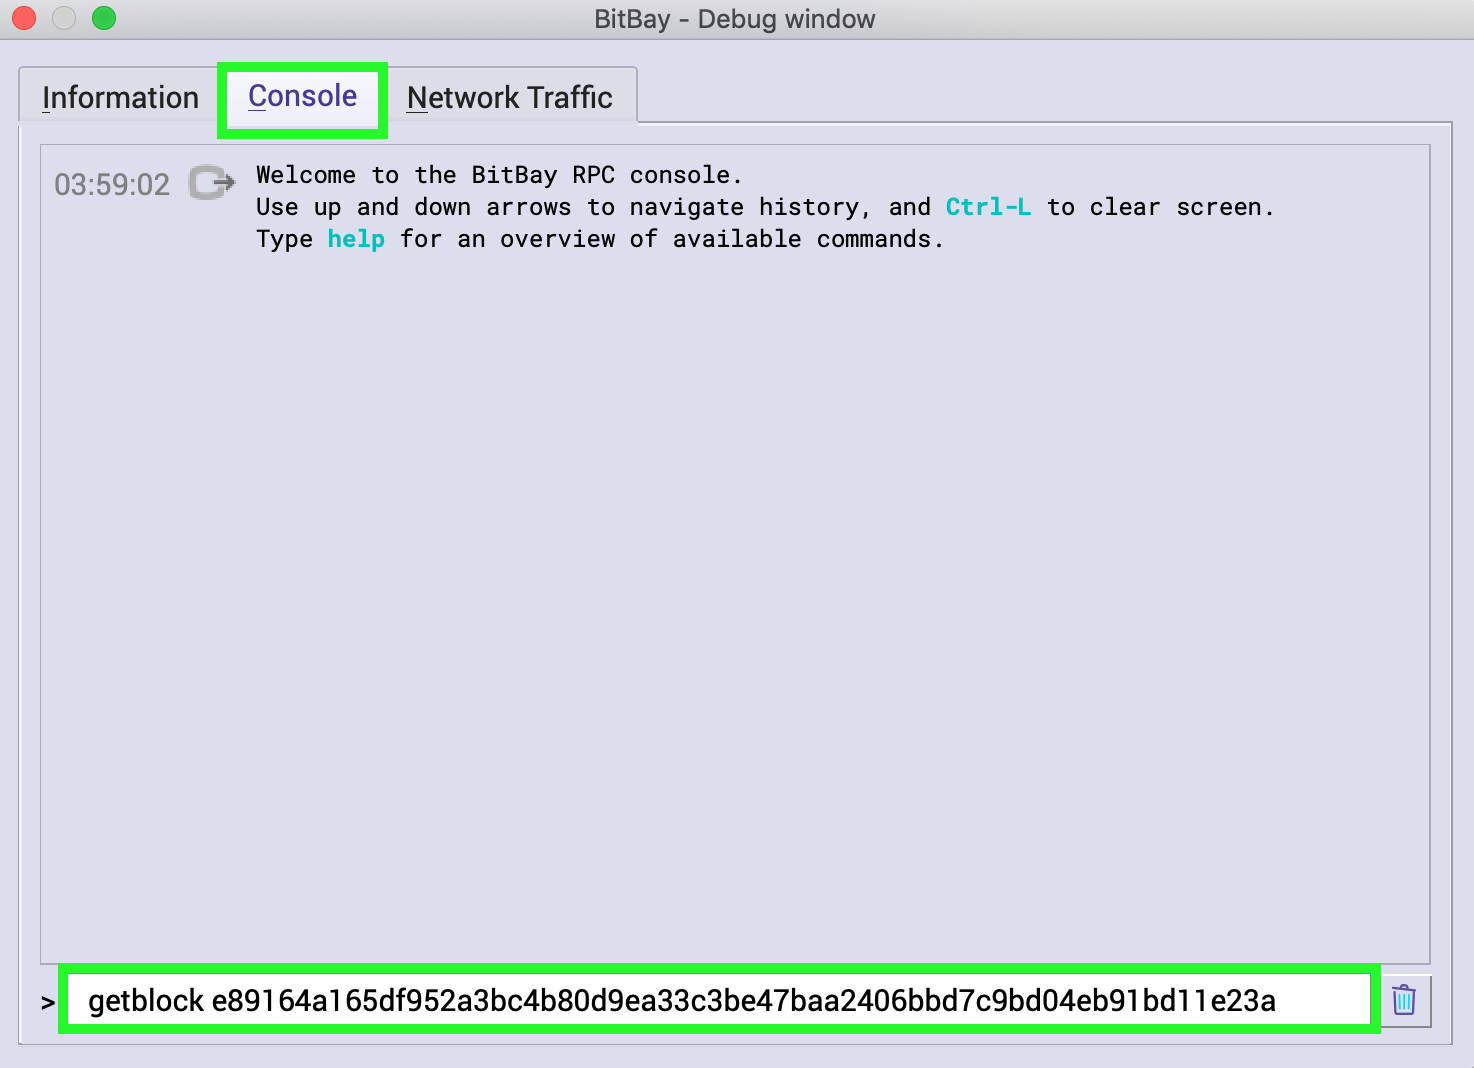 BitBay - Debug window
Information
Console
Network Traffic
03:59:02
Welcome to the BitBay RPC console.
Use up and down arrows to navigate history, and Ctrl-L to clear screen.
Type help for an overview of available commands.
> getblock e89164a165df952a3bc4b80d9ea33c3be47baa2406bbd7c9bd04eb91bd11e23a